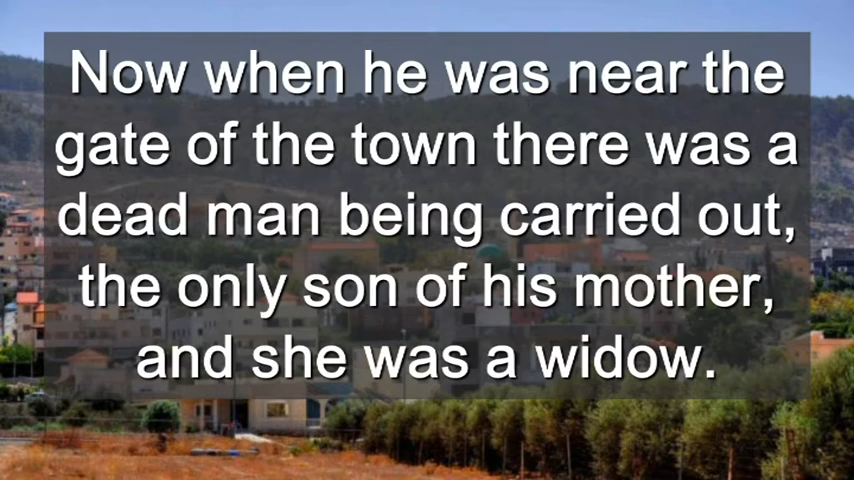 Now when he was near the
gate of the town there was a
dead man being carried out,
the only son of his mother,
and she was a widow.